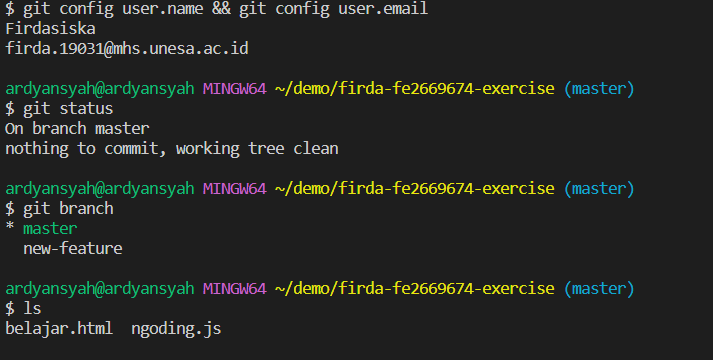 $ git config user.name && git config user.email
Firdasiska
firda.19031@mhs.unesa.ac.id
ardyansyah@ardyansyah MINGW64 ~/demo/firda-fe2669674-exercise (master)
$ git status
On branch master
nothing to commit, working tree clean
ardyansyah@ardyansyah MINGW64 ~/demo/firda-fe2669674-exercise (master)
$ git branch
* master
  new-feature
ardyansyah@ardyansyah MINGW64 ~/demo/firda-fe2669674-exercise (master)
$ ls
belajar.html  ngoding.js